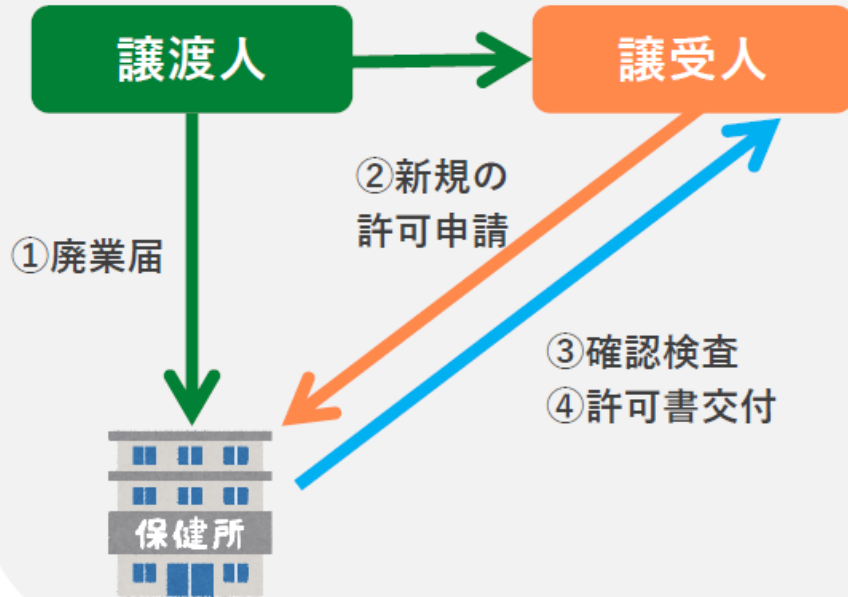 譲渡人
譲受人
②新規の
許可申請
①廃業届
③確認検査
④許可書交付
保健所